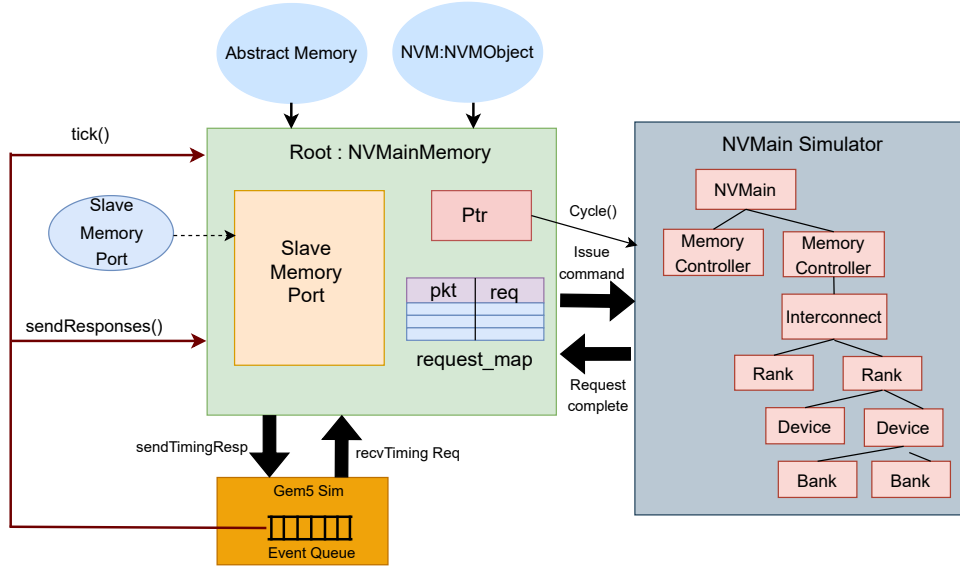 Abstract Memory
NVM:NVMObject
tick()
Root : NVMainMemory
NVMain Simulator
Slave
Memory
Port
Slave
Memory
Port
Ptr
Cycle()
Issue
command
pkt
req
request_map
sendResponses()
Request
complete
NVMain
Memory
Controller
Memory
Controller
Interconnect
Rank
Rank
Device
Device
Bank
Bank
sendTimingResp
recvTiming Req
Gem5 Sim
Event Queue